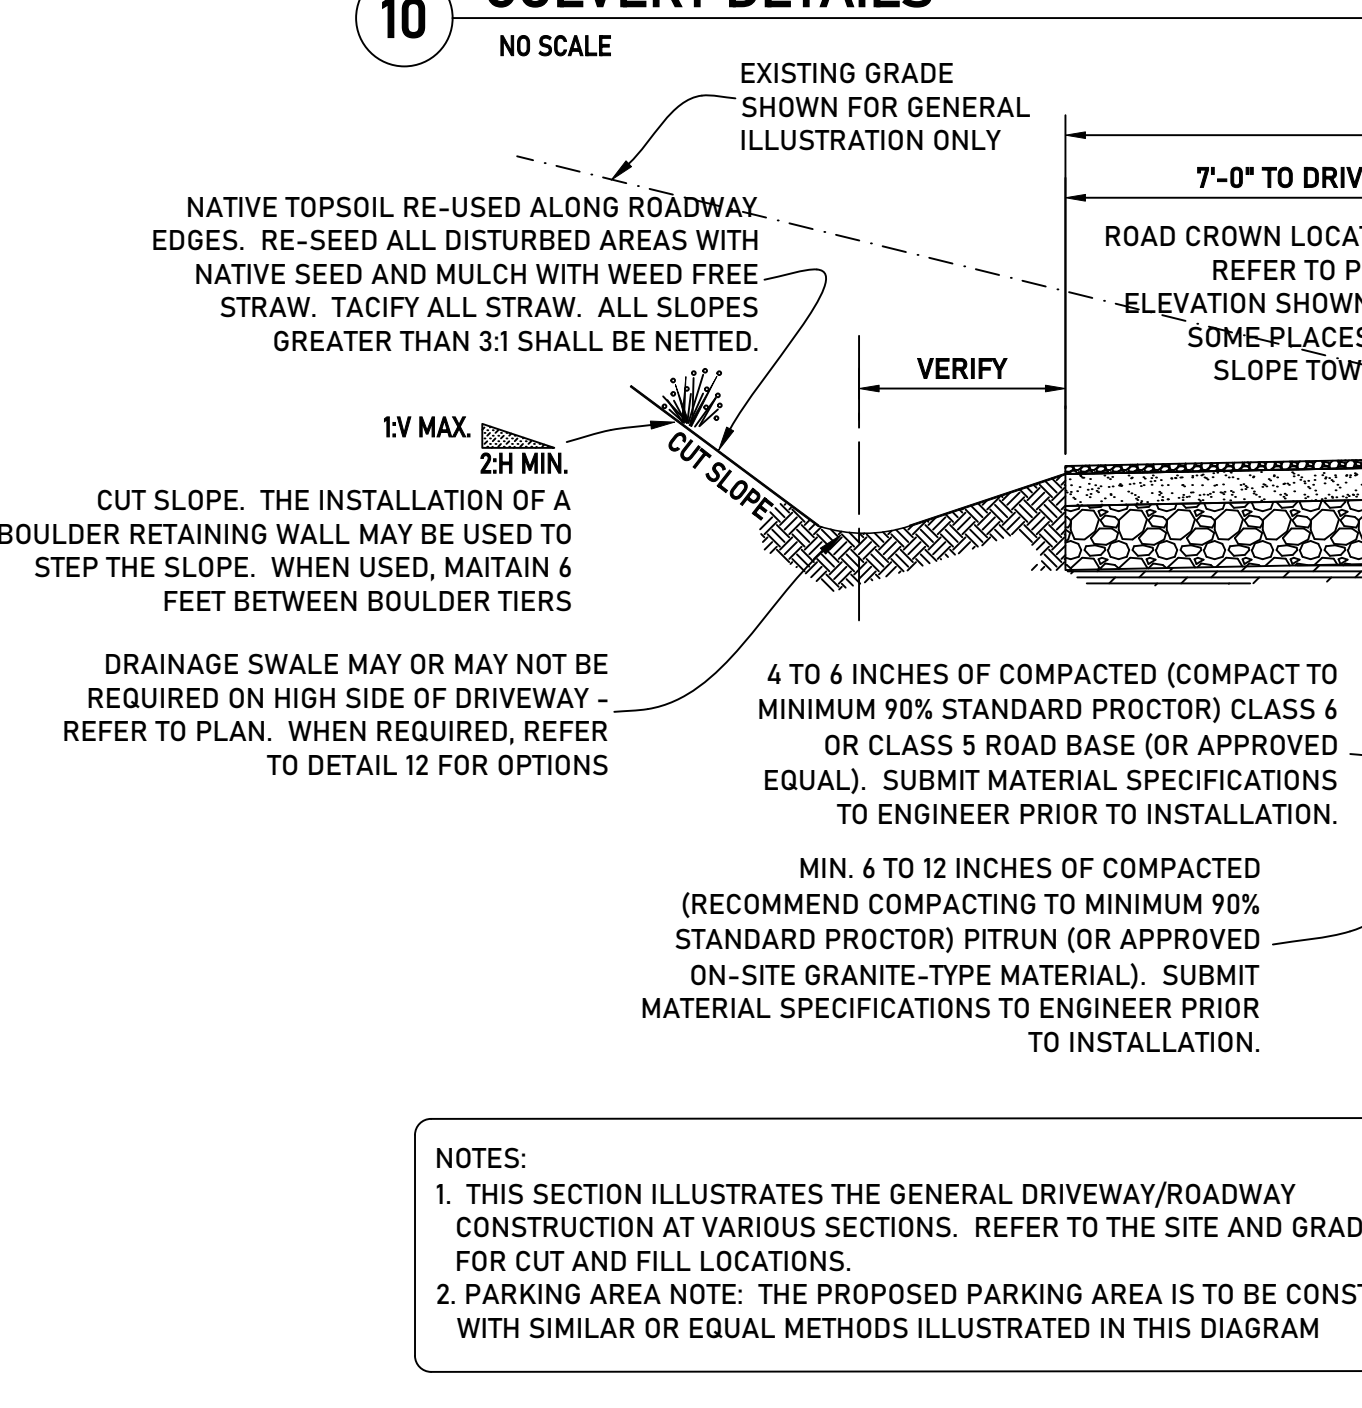 10
CULVERT DETAILS
NO SCALE
EXISTING GRADE
SHOWN FOR GENERAL
ILLUSTRATION ONLY
7'-0" TO DRIV
NATIVE TOPSOIL RE-USED ALONG ROADWAY
EDGES. RE-SEED ALL DISTURBED AREAS WITH
NATIVE SEED AND MULCH WITH WEED FREE
STRAW. TACIFY ALL STRAW. ALL SLOPES
GREATER THAN 3:1 SHALL BE NETTED.
ROAD CROWN LOCAT
REFER TO P
ELEVATION SHOWN
SOME PLACES
SLOPE TOW
VERIFY
1:V MAX.
2:H MIN.
CUT SLOPE
CUT SLOPE. THE INSTALLATION OF A
BOULDER RETAINING WALL MAY BE USED TO
STEP THE SLOPE. WHEN USED, MAITAIN 6
FEET BETWEEN BOULDER TIERS
DRAINAGE SWALE MAY OR MAY NOT BE
REQUIRED ON HIGH SIDE OF DRIVEWAY -
REFER TO PLAN. WHEN REQUIRED, REFER
TO DETAIL 12 FOR OPTIONS
4 TO 6 INCHES OF COMPACTED (COMPACT TO
MINIMUM 90% STANDARD PROCTOR) CLASS 6
OR CLASS 5 ROAD BASE (OR APPROVED
EQUAL). SUBMIT MATERIAL SPECIFICATIONS
TO ENGINEER PRIOR TO INSTALLATION.
MIN. 6 TO 12 INCHES OF COMPACTED
(RECOMMEND COMPACTING TO MINIMUM 90%
STANDARD PROCTOR) PITRUN (OR APPROVED
ON-SITE GRANITE-TYPE MATERIAL). SUBMIT
MATERIAL SPECIFICATIONS TO ENGINEER PRIOR
TO INSTALLATION.
NOTES:
1. THIS SECTION ILLUSTRATES THE GENERAL DRIVEWAY/ROADWAY
CONSTRUCTION AT VARIOUS SECTIONS. REFER TO THE SITE AND GRAD
FOR CUT AND FILL LOCATIONS.
2. PARKING AREA NOTE: THE PROPOSED PARKING AREA IS TO BE CONST
WITH SIMILAR OR EQUAL METHODS ILLUSTRATED IN THIS DIAGRAM